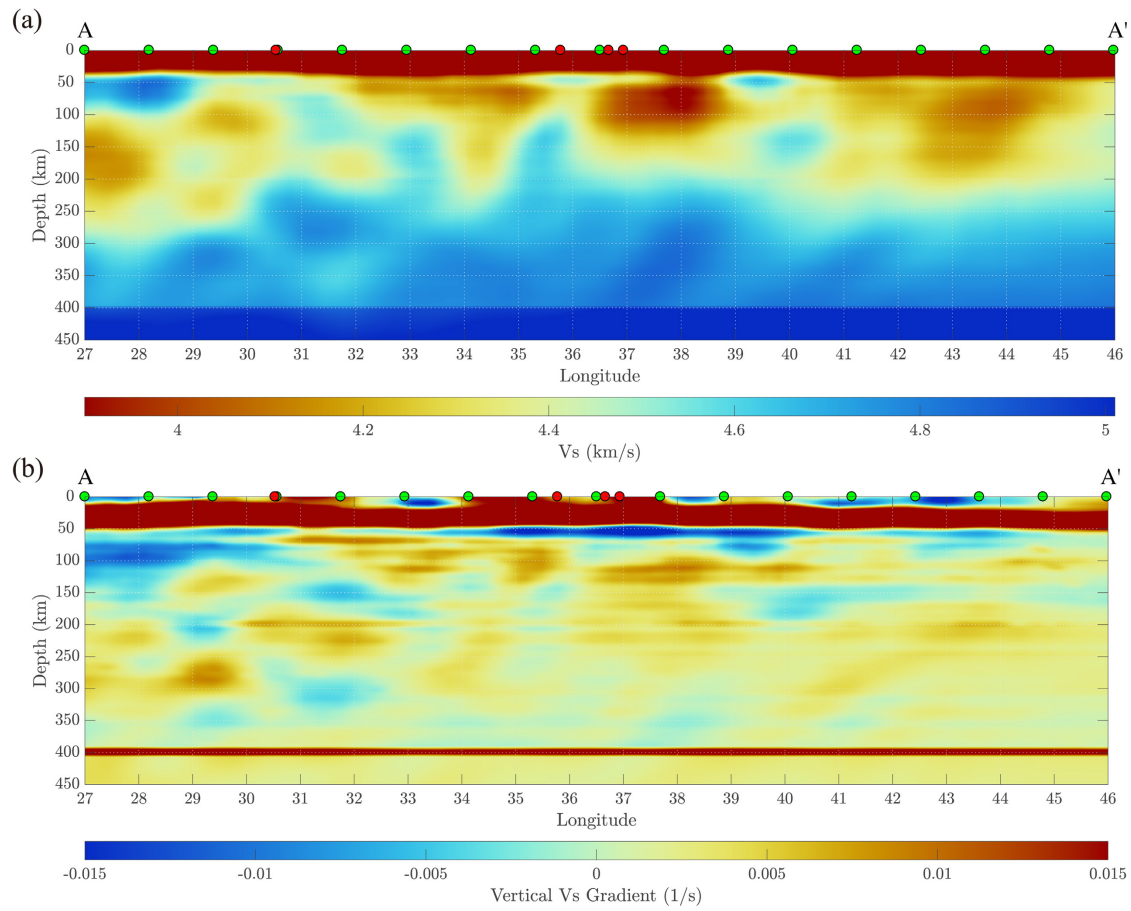 (a)
A A'
0
50
100
150
200
250
300
350
400
450
Depth (km)
27 28 29 30 31 32 33 34 35 36 37 38 39 40 41 42 43 44 45 46
Longitude
4 4.2 4.4 4.6 4.8 5
Vs (km/s)
(b)
A A'
0
50
100
150
200
250
300
350
400
450
Depth (km)
27 28 29 30 31 32 33 34 35 36 37 38 39 40 41 42 43 44 45 46
Longitude
-0.015 -0.01 -0.005 0 0.005 0.01 0.015
Vertical Vs Gradient (1/s)